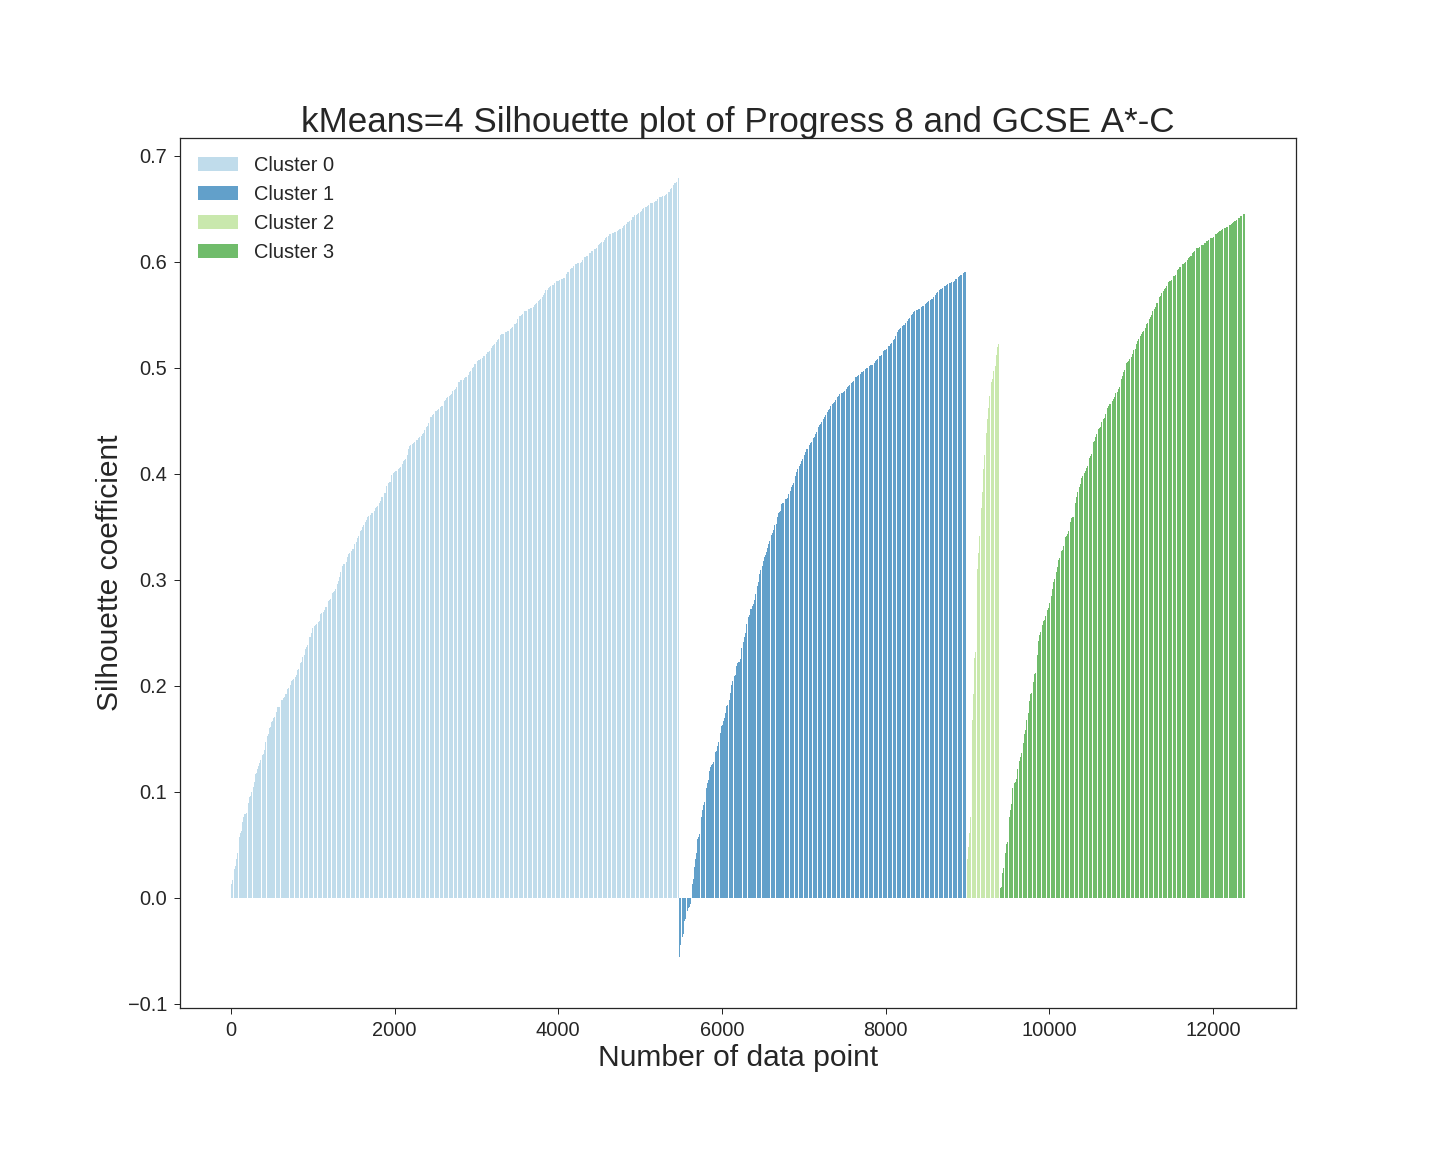 kMeans=4 Silhouette plot of Progress 8 and GCSE A*-C
Cluster 0
Cluster 1
Cluster 2
Cluster 3
Silhouette coefficient
0.7
0.6
0.5
0.4
0.3
0.2
0.1
0.0
−0.1
0 2000 4000 6000 8000 10000 12000
Number of data point